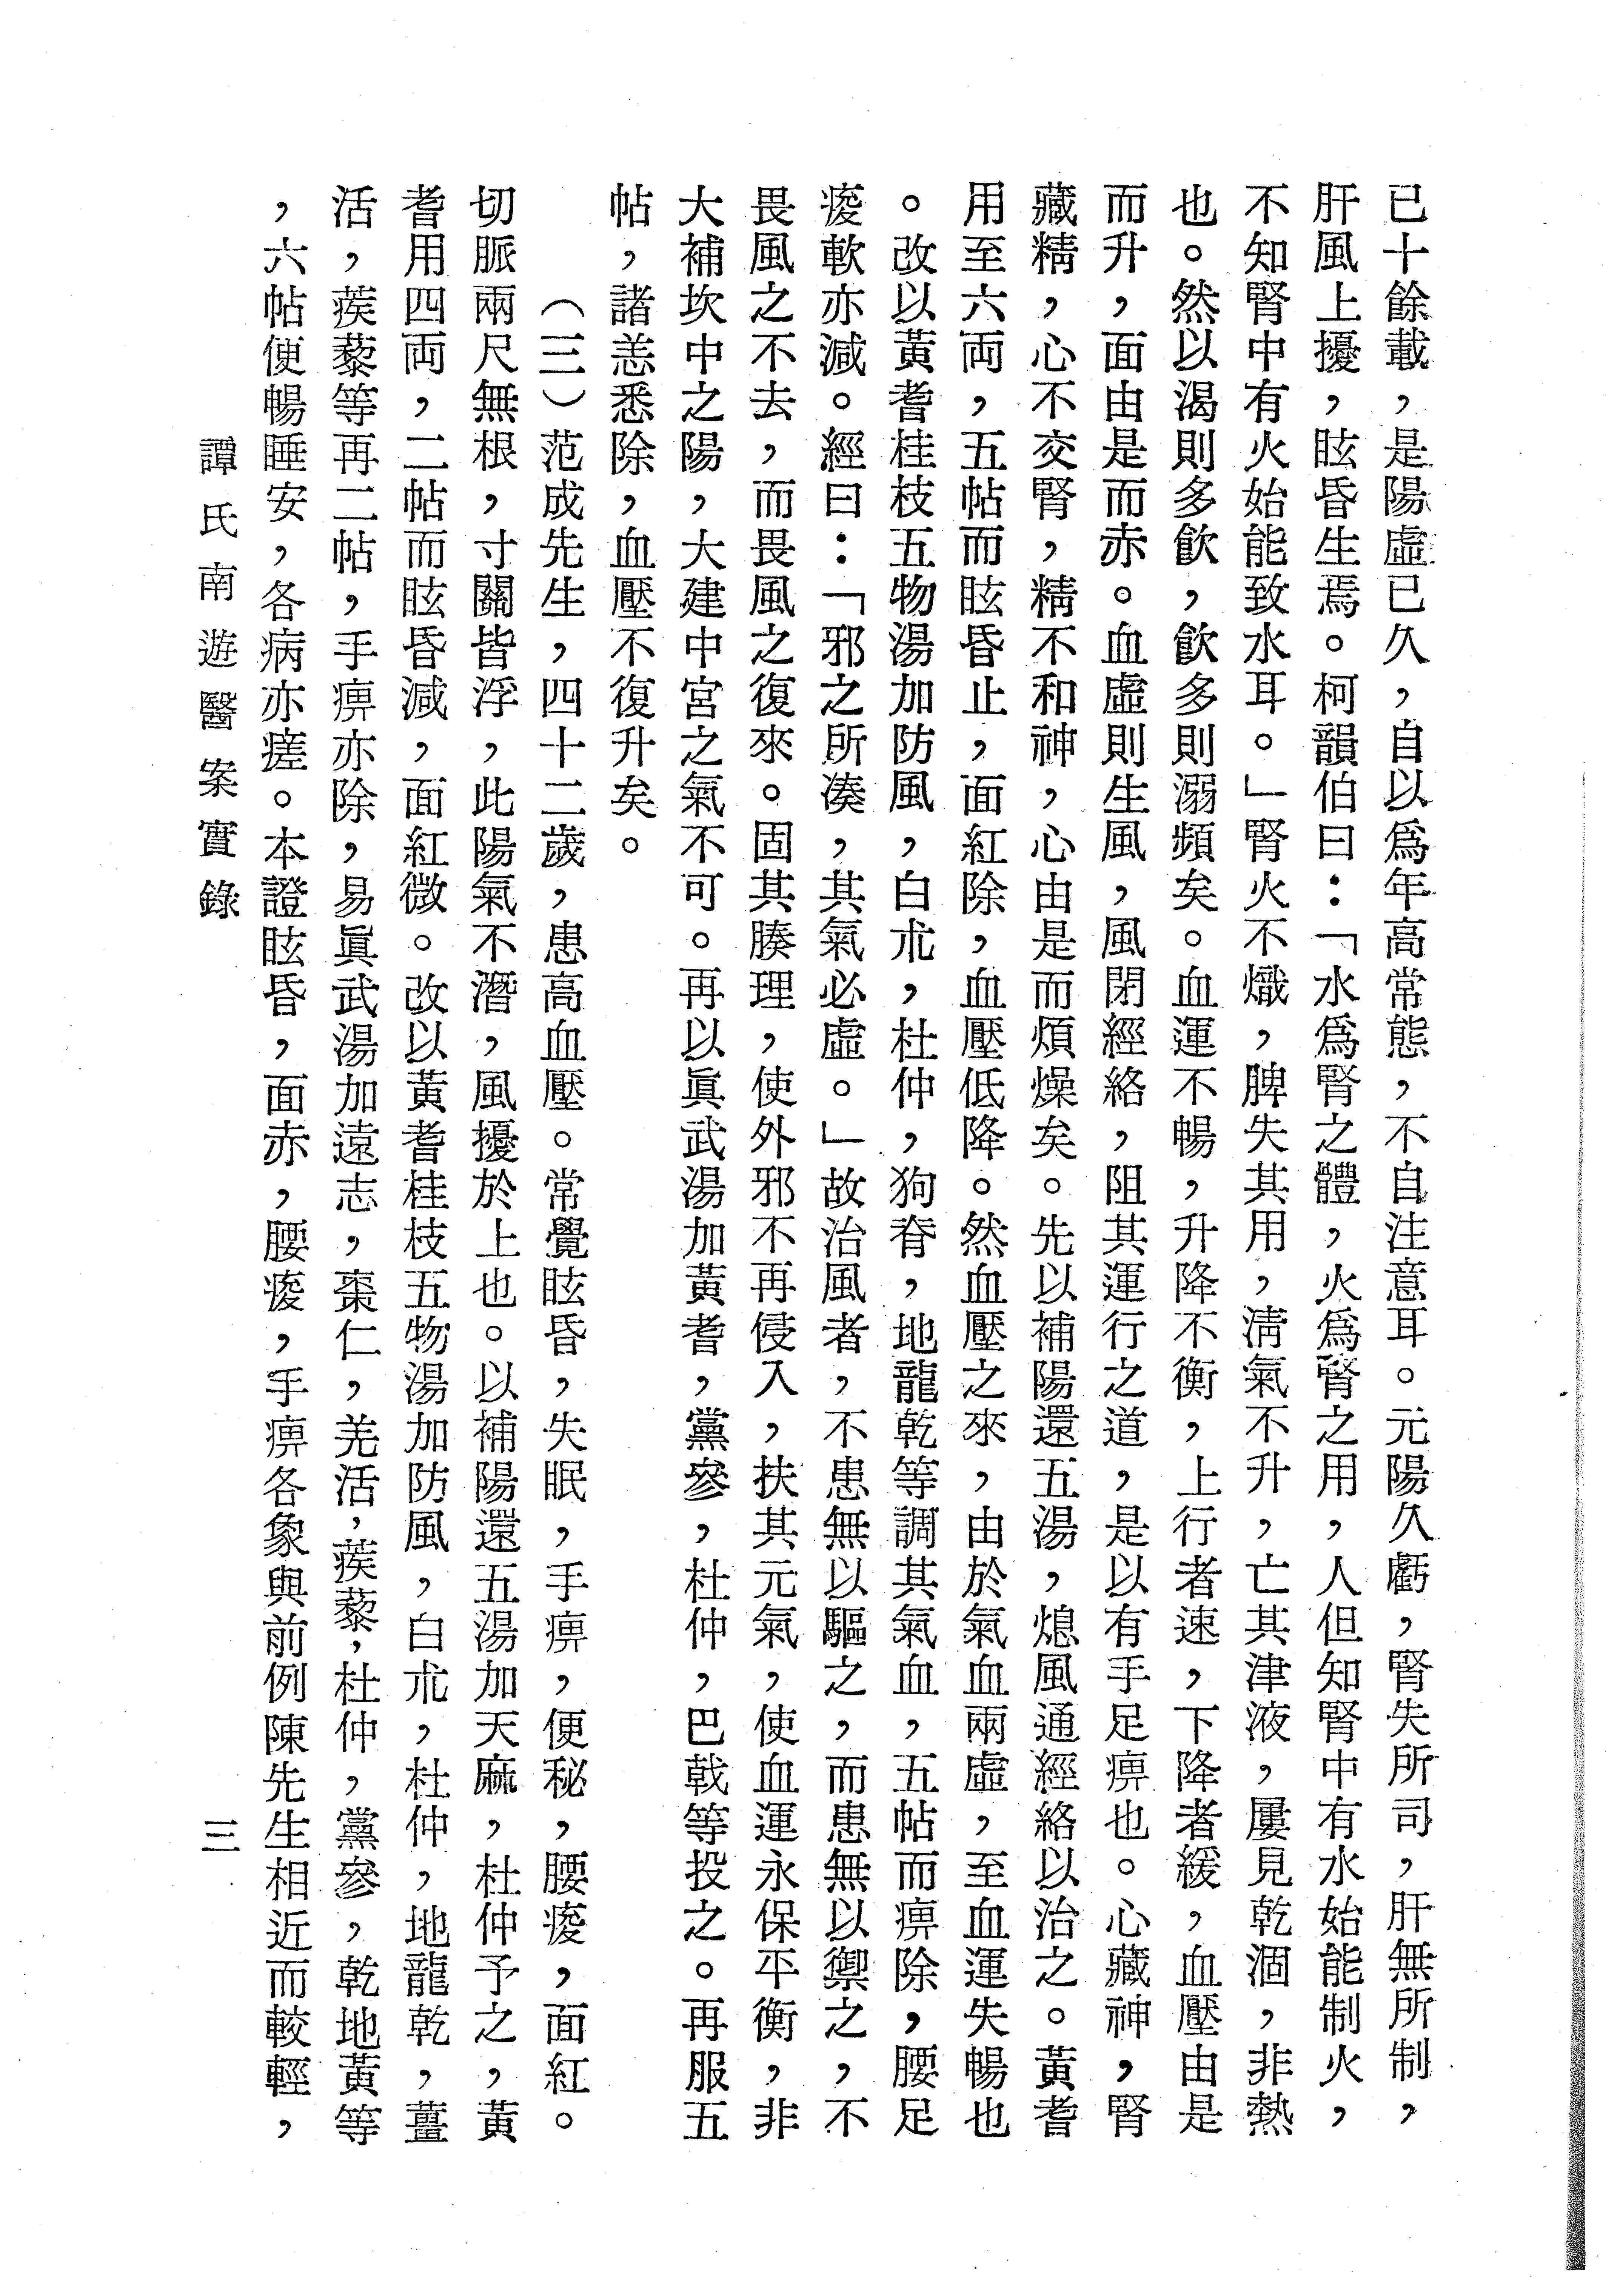 已十餘載，是陽虛已久，自以爲年高常態，不自注意耳。元陽久虧，腎失所司，肝無所制，
肝風上擾，眩昏生焉。柯韻伯曰：「水爲腎之體，火爲腎之用，人但知腎中有水始能制火，
不知腎中有火始能致水耳。」腎火不熾，脾失其用，淸氣不升，亡其津液，屢見乾涸，非熱
也。然以渴則多飮，飮多則溺頻矣。血運不暢，升降不衡，上行者速，下降者緩，血壓由是
而升，面由是而赤。血虛則生風，風閉經絡，阻其運行之道，是以有手足痹也。心藏神，腎
藏精，心不交腎，精不和神，心由是而煩燥矣。先以補陽還五湯，熄風通經絡以治之。黃耆
用至六両，五帖而眩昏止，面紅除，血壓低降。然血壓之來，由於氣血兩虛，至血運失暢也
。改以黃耆桂枝五物湯加防風，白朮，杜仲，狗脊，地龍乾等調其氣血，五帖而痹除，腰足
痠軟亦減。經曰：「邪之所湊，其氣必虛。」故治風者，不患無以驅之，而患無以禦之，不
畏風之不去，而畏風之復來。固其腠理，使外邪不再侵入，扶其元氣，使血運永保平衡，非
大補坎中之陽，大建中宮之氣不可。再以眞武湯加黃耆，黨參，杜仲，巴戟等投之。再服五
帖，諸恙悉除，血壓不復升矣。
（三）范成先生，四十二歲，患高血壓。常覺眩昏，失眠，手痹，便秘，腰痠，面紅。
切脈兩尺無根，寸關皆浮，此陽氣不潛，風擾於上也。以補陽還五湯加天麻，杜仲予之，黃
耆用四両，二帖而眩昏減，面紅微。改以黃耆桂枝五物湯加防風，白朮，杜仲，地龍乾，薑
活，蒺藜等再二帖，手痹亦除，易眞武湯加遠志，棗仁，羌活，蒺藜，杜仲，黨參，乾地黃等
，六帖便暢睡安，各病亦瘥。本證眩昏，面赤，腰痠，手痹各象與前例陳先生相近而較輕，
譚氏南遊醫案實錄
三